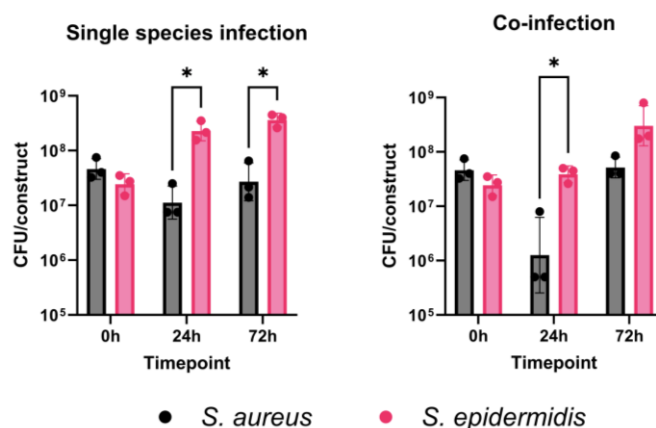 Single species infection
* *
CFU/construct
10⁹
10⁸
10⁷
10⁶
10⁵
0h 24h 72h
Timepoint
Co-infection
*
CFU/construct
10⁹
10⁸
10⁷
10⁶
10⁵
0h 24h 72h
Timepoint
S. aureus S. epidermidis